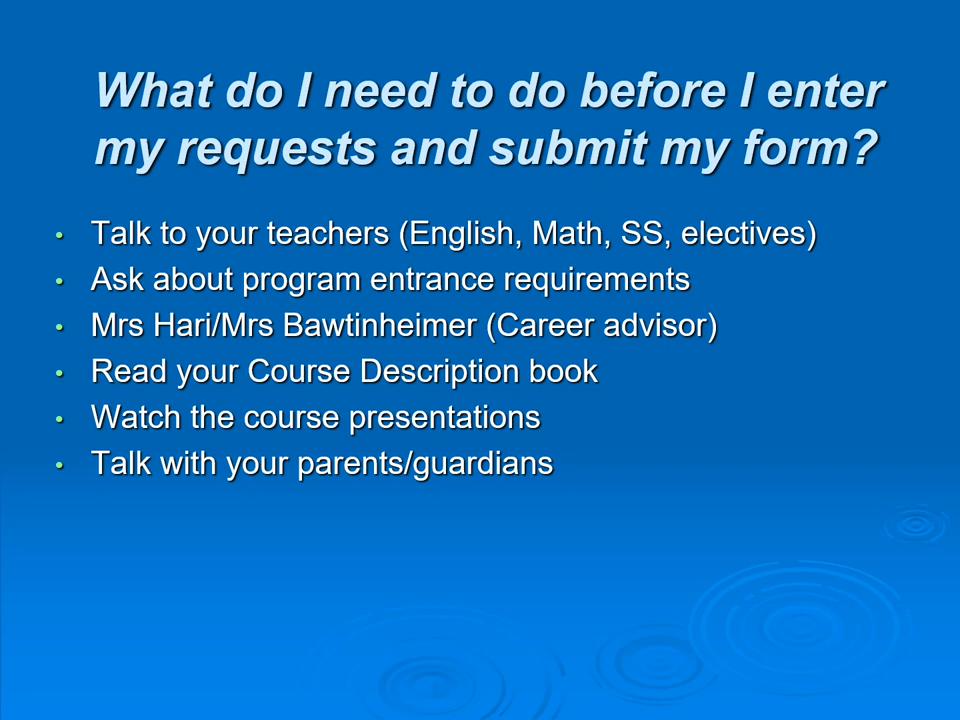 What do I need to do before I enter
my requests and submit my form?
• Talk to your teachers (English, Math, SS, electives)
• Ask about program entrance requirements
• Mrs Hari/Mrs Bawtinheimer (Career advisor)
• Read your Course Description book
• Watch the course presentations
• Talk with your parents/guardians